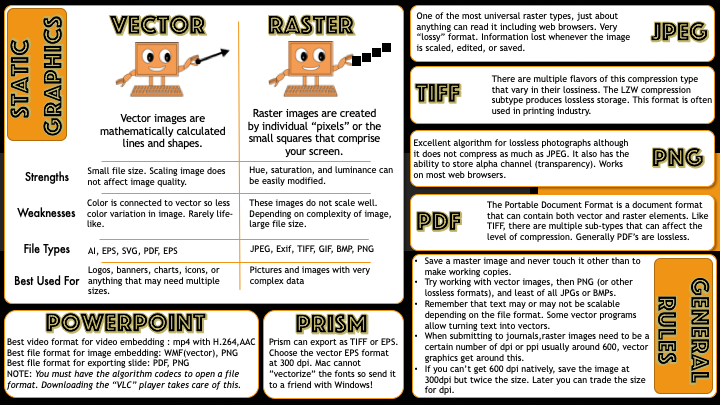 STATIC
GRAPHICS
VECTOR
RASTER
Vector images are
mathematically calculated
lines and shapes.
Raster images are created
by individual “pixels” or the
small squares that comprise
your screen.
Strengths
Small file size. Scaling image does
not affect image quality.
Hue, saturation, and luminance can
be easily modified.
Weaknesses
Color is connected to vector so less
color variation in image. Rarely life-
like.
These images do not scale well.
Depending on complexity of image,
large file size.
File Types
AI, EPS, SVG, PDF, EPS
JPEG, Exif, TIFF, GIF, BMP, PNG
Best Used For
Logos, banners, charts, icons, or
anything that may need multiple
sizes.
Pictures and images with very
complex data
POWERPOINT
Best video format for video embedding : mp4 with H.264,AAC
Best file format for image embedding: WMF(vector), PNG
Best file format for exporting slide: PDF, PNG
NOTE: You must have the algorithm codecs to open a file
format. Downloading the “VLC” player takes care of this.
PRISM
Prism can export as TIFF or EPS.
Choose the vector EPS format
at 300 dpi. Mac cannot
“vectorize” the fonts so send it
to a friend with Windows!
One of the most universal raster types, just about
anything can read it including web browsers. Very
“lossy” format. Information lost whenever the image
is scaled, edited, or saved.
JPEG
TIFF
There are multiple flavors of this compression type
that vary in their lossiness. The LZW compression
subtype produces lossless storage. This format is often
used in printing industry.
Excellent algorithm for lossless photographs although
it does not compress as much as JPEG. It also has the
ability to store alpha channel (transparency). Works
on most web browsers.
PNG
PDF
The Portable Document Format is a document format
that can contain both vector and raster elements. Like
TIFF, there are multiple sub-types that can affect the
level of compression. Generally PDF’s are lossless.
• Save a master image and never touch it other than to
making working copies.
• Try working with vector images, then PNG (or other
lossless formats), and least of all JPGs or BMPs.
• Remember that text may or may not be scalable
depending on the file format. Some vector programs
allow turning text into vectors.
• When submitting to journals,raster images need to be a
certain number of dpi or ppi usually around 600, vector
graphics get around this.
• If you can’t get 600 dpi natively, save the image at
300dpi but twice the size. Later you can trade the size
for dpi.
GENERAL
RULES